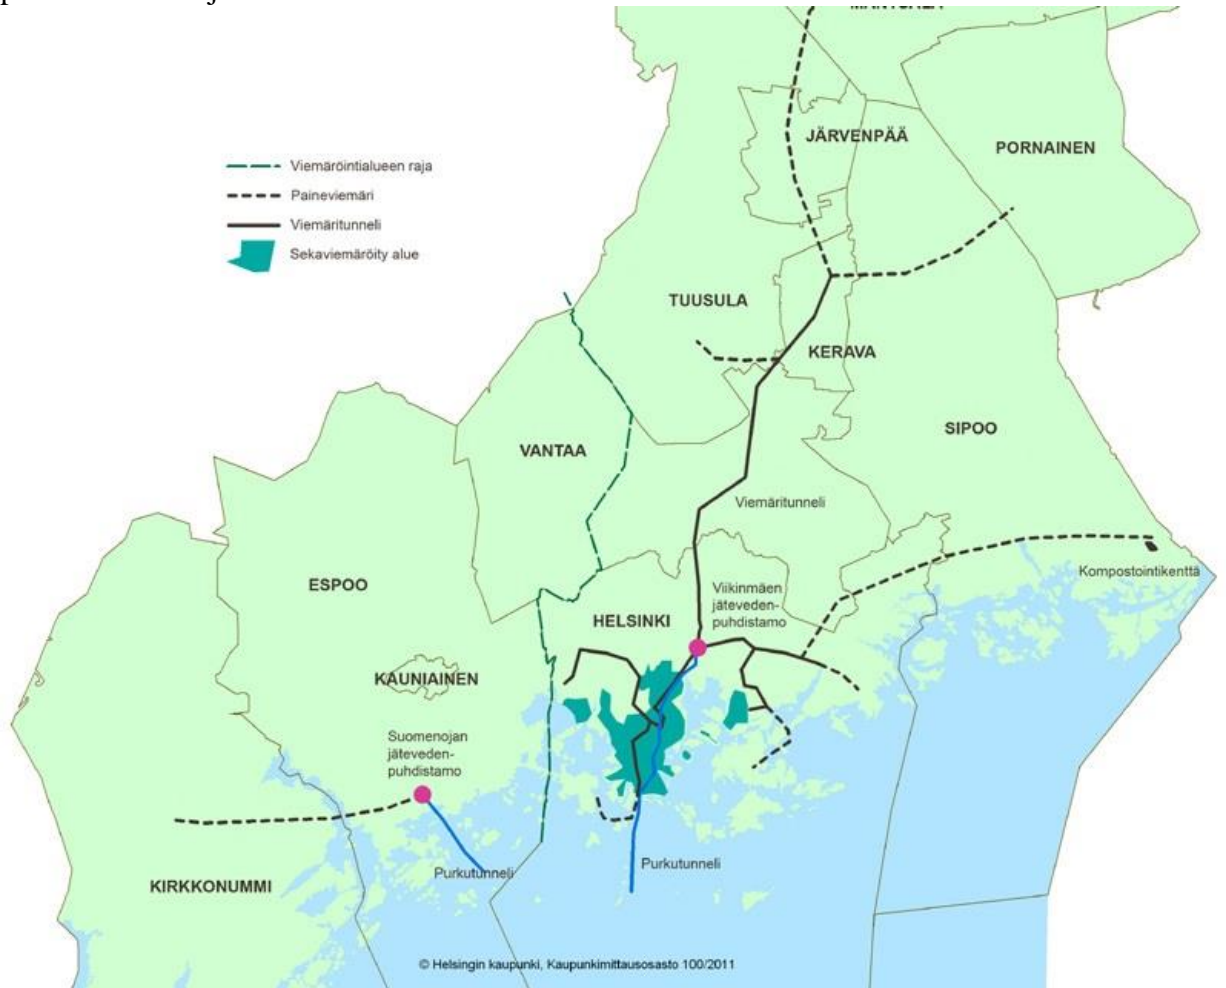 JÄRVENPÄÄ
PORNAINEN
Viemäröintialueen raja
Paineviemäri
Viemäritunneli
Sekaviemäröity alue
TUUSULA
KERAVA
SIPOO
VANTAA
Viemäritunneli
Kompostointikenttä
ESPOO
Viikinmäen
jäteveden-
puhdistamo
HELSINKI
KAUNIAINEN
Suomenojan
jäteveden-
puhdistamo
Purkutunneli
Purkutunneli
KIRKKONUMMI
© Helsingin kaupunki, Kaupunkimittausosasto 100/2011